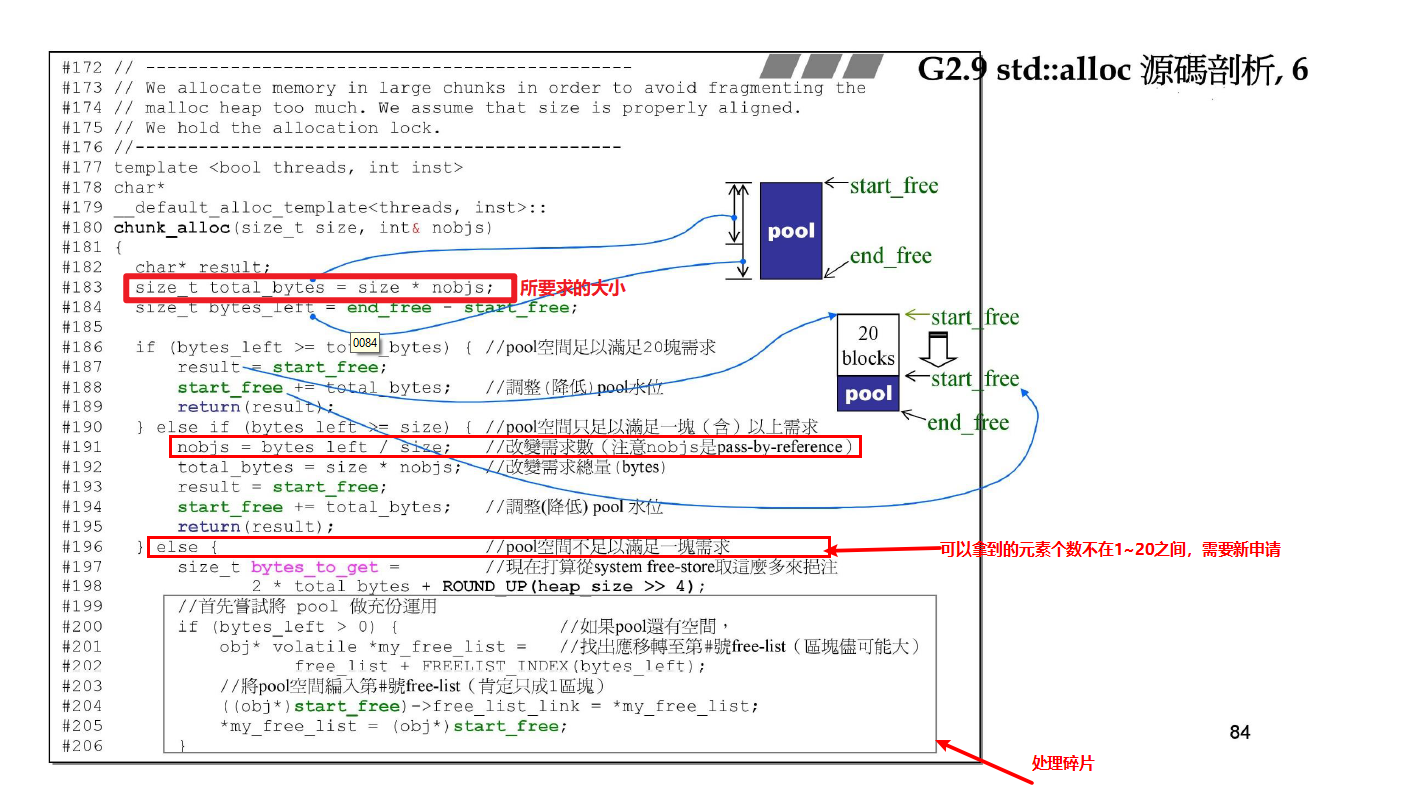 G2.9 std::alloc 源碼剖析, 6
#172 // ----------------------------------------------
#173 // We allocate memory in large chunks in order to avoid fragmenting the
#174 // malloc heap too much. We assume that size is properly aligned.
#175 // We hold the allocation lock.
#176 //----------------------------------------------
#177 template <bool threads, int inst>
#178 char*
#179 __default_alloc_template<threads, inst>::
#180 chunk_alloc(size_t size, int& nobjs)
#181 {
#182 char* result;
#183 size_t total_bytes = size * nobjs; 所要求的大小
#184 size_t bytes_left = end_free - start_free;
#185
0084
#186 if (bytes_left >= total_bytes) { //pool空間足以滿足20塊需求
#187 result = start_free;
#188 start_free += total_bytes; //調整(降低)pool水位
#189 return(result);
#190 } else if (bytes_left >= size) { //pool空間只足以滿足一塊（含）以上需求
#191 nobjs = bytes_left / size; //改變需求數（注意nobjs是pass-by-reference）
#192 total_bytes = size * nobjs; //改變需求總量(bytes)
#193 result = start_free;
#194 start_free += total_bytes; //調整(降低) pool 水位
#195 return(result);
#196 } else { //pool空間不足以滿足一塊需求
#197 size_t bytes_to_get = //現在打算從system free-store取這麼多來挹注
#198 2 * total_bytes + ROUND_UP(heap_size >> 4);
#199 //首先嘗試將 pool 做充份運用
#200 if (bytes_left > 0) { //如果pool還有空間，
#201 obj* volatile *my_free_list = //找出應移轉至第#號free-list（區塊儘可能大）
#202 free_list + FREELIST_INDEX(bytes_left);
#203 //將pool空間編入第#號free-list（肯定只成1區塊）
#204 ((obj*)start_free)->free_list_link = *my_free_list;
#205 *my_free_list = (obj*)start_free;
#206 }
start_free
pool
end_free
start_free
20
blocks
start_free
pool
end_free
可以拿到的元素个数不在1~20之间，需要新申请
84
处理碎片